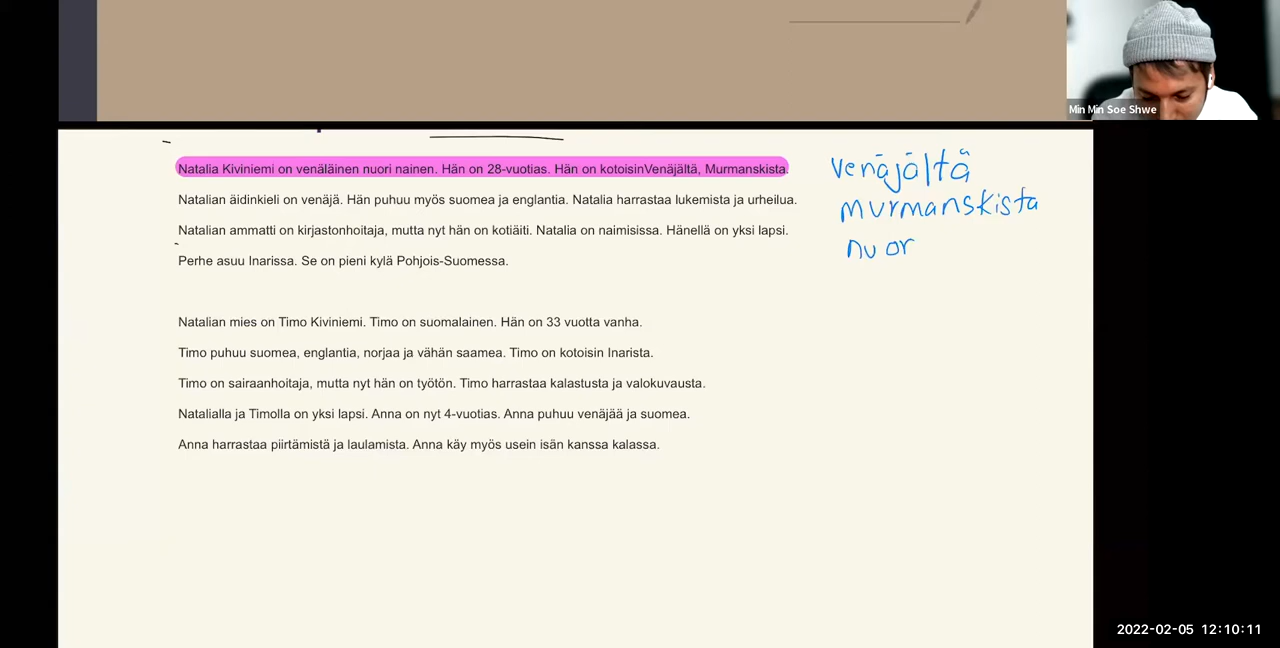 Min Min Soe Shwe
Natalia Kiviniemi on venäläinen nuori nainen. Hän on 28-vuotias. Hän on kotoisinVenäjältä, Murmanskista.
Natalian äidinkieli on venäjä. Hän puhuu myös suomea ja englantia. Natalia harrastaa lukemista ja urheilua.
Natalian ammatti on kirjastonhoitaja, mutta nyt hän on kotiäiti. Natalia on naimisissa. Hänellä on yksi lapsi.
Perhe asuu Inarissa. Se on pieni kylä Pohjois-Suomessa.
Venäjältä
murmanskista
nuor
Natalian mies on Timo Kiviniemi. Timo on suomalainen. Hän on 33 vuotta vanha.
Timo puhuu suomea, englantia, norjaa ja vähän saamea. Timo on kotoisin Inarista.
Timo on sairaanhoitaja, mutta nyt hän on työtön. Timo harrastaa kalastusta ja valokuvausta.
Natalialla ja Timolla on yksi lapsi. Anna on nyt 4-vuotias. Anna puhuu venäjää ja suomea.
Anna harrastaa piirtämistä ja laulamista. Anna käy myös usein isän kanssa kalassa.
2022-02-05 12:10:11